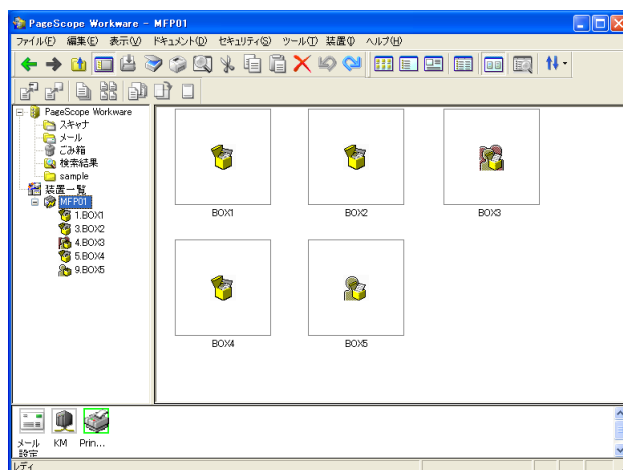 PageScope Workware - MFP01
ファイル(F) 編集(E) 表示(V) ドキュメント(D) セキュリティ(S) ツール(T) 装置(I) ヘルプ(H)
PageScope Workware
スキャナ
メール
ごみ箱
検索結果
sample
装置一覧
MFP01
1.BOX1
3.BOX2
4.BOX3
5.BOX4
9.BOX5
BOX1 BOX2 BOX3
BOX4 BOX5
メール設定 KM Prin...
レディ